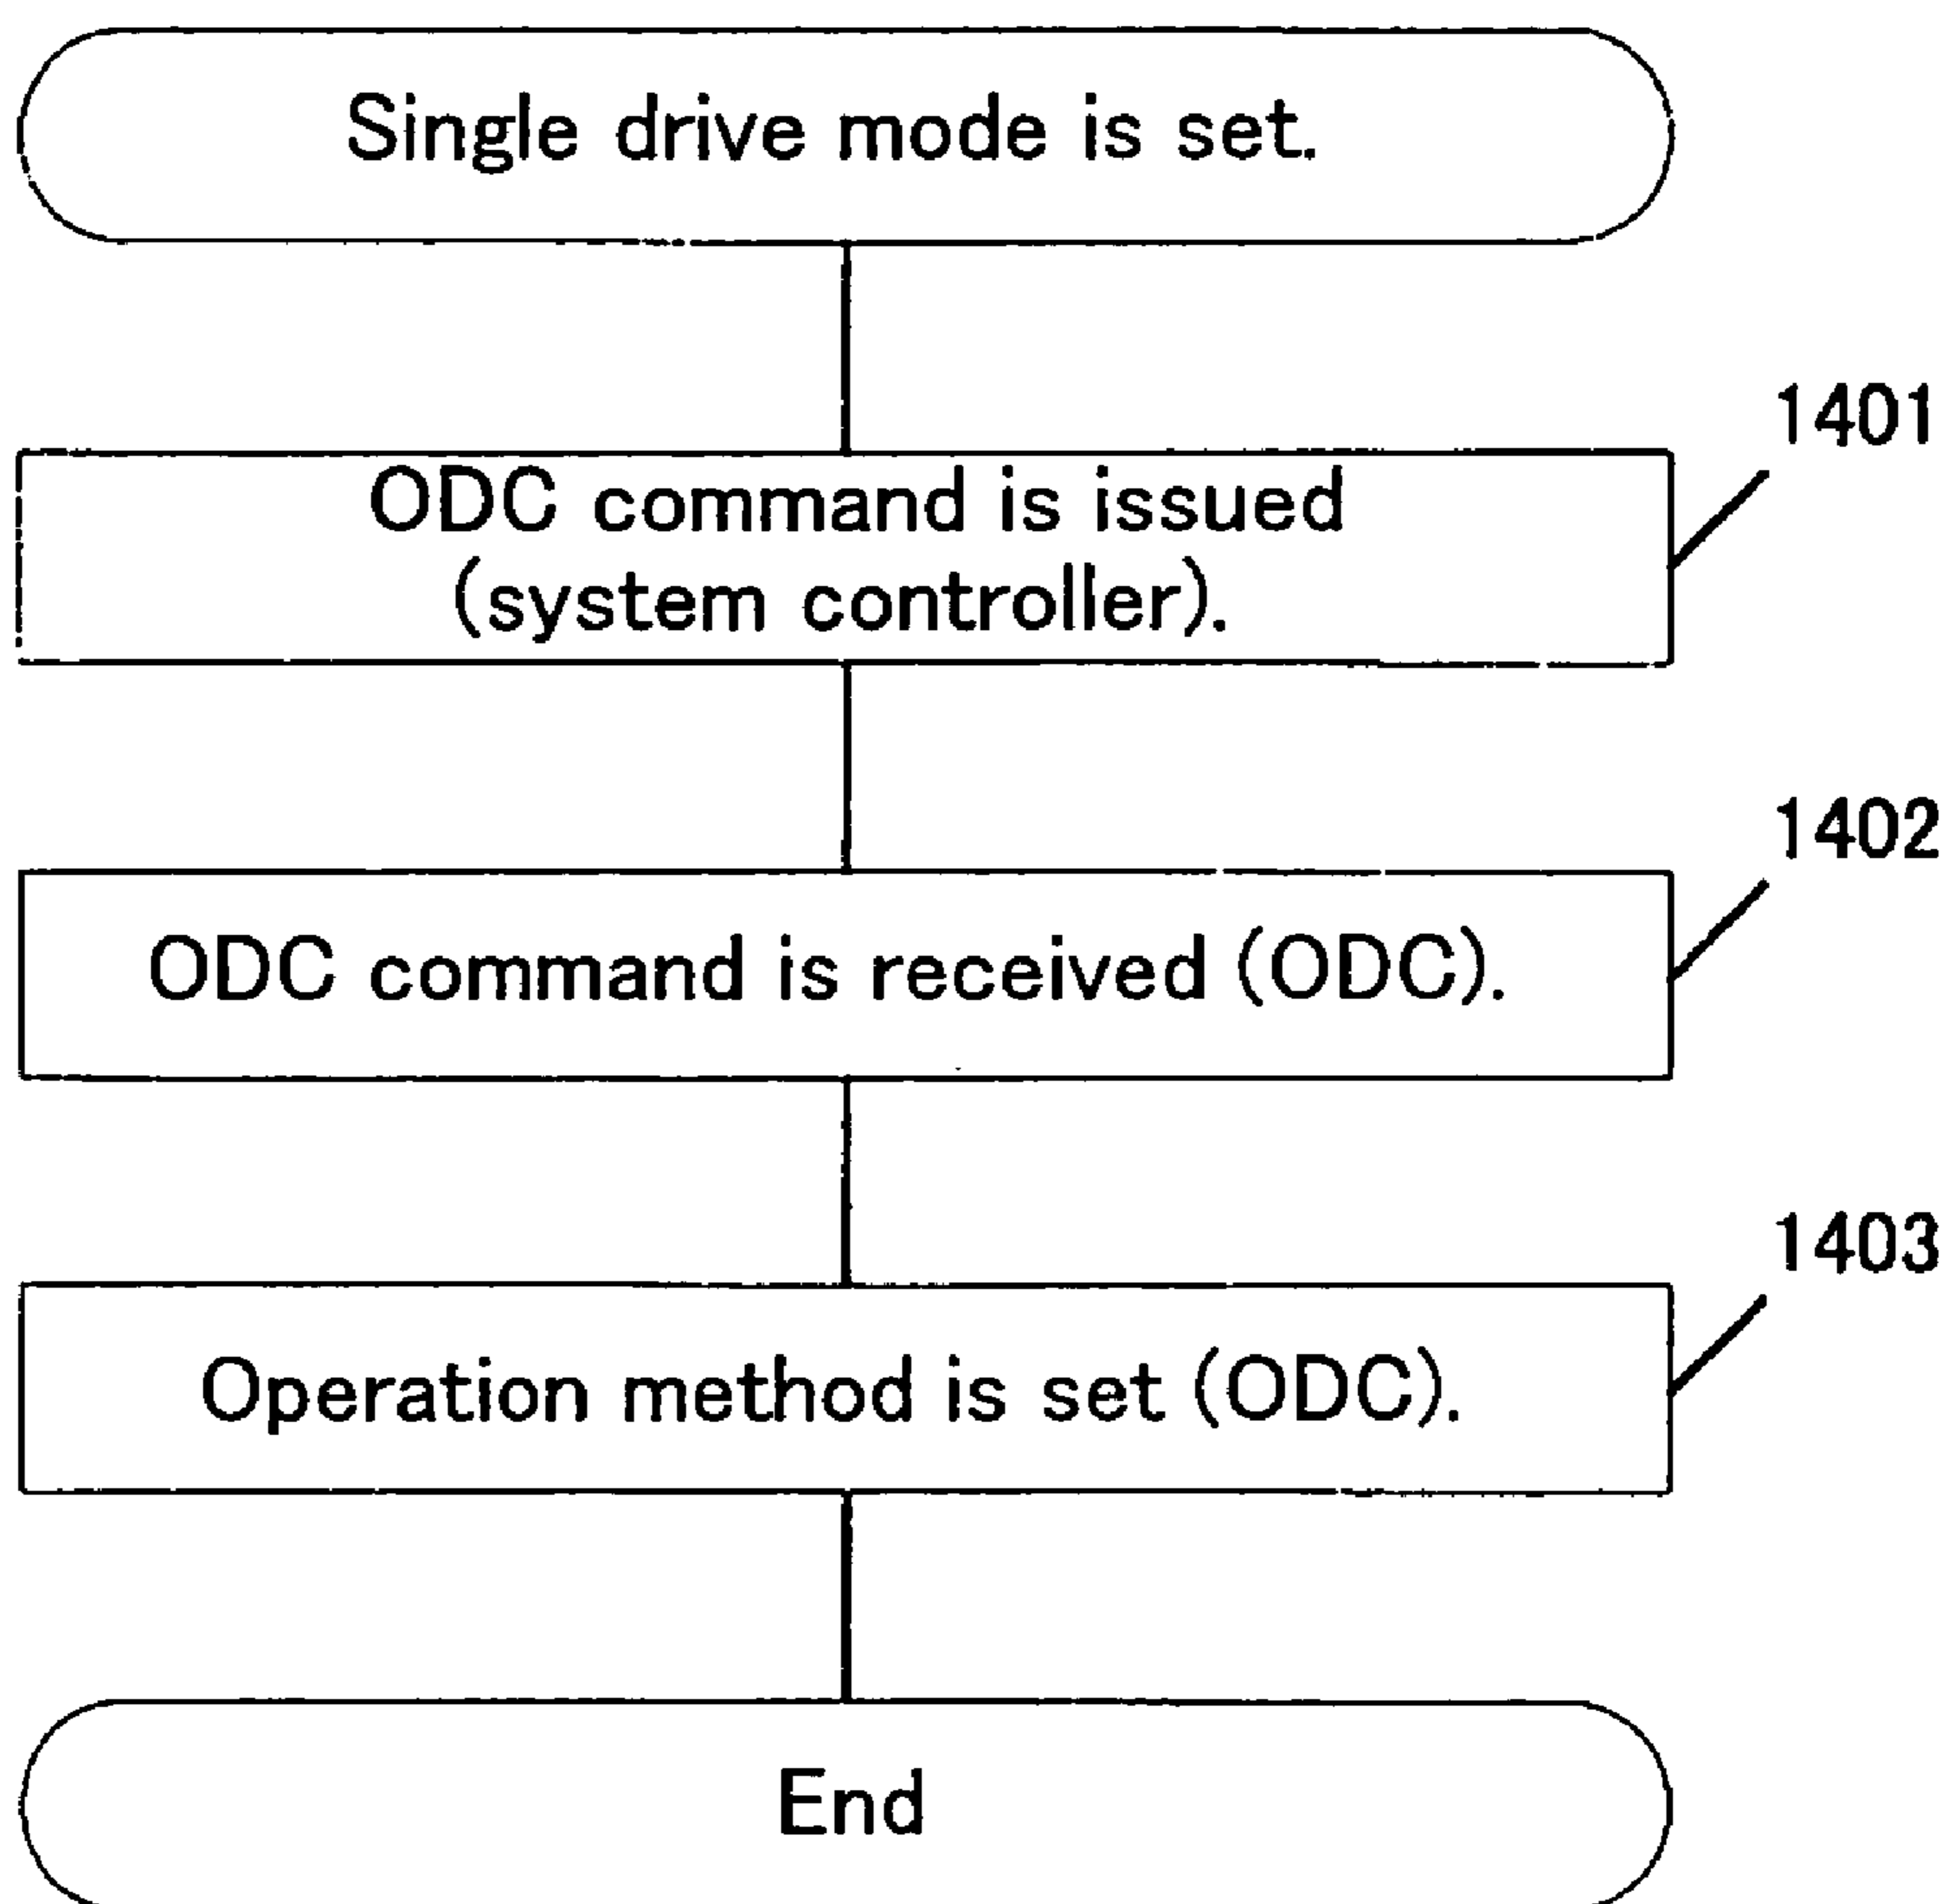 Single drive mode is set.
1401
ODC command is issued
(system controller).
1402
ODC command is received (ODC).
1403
Operation method is set (ODC).
End